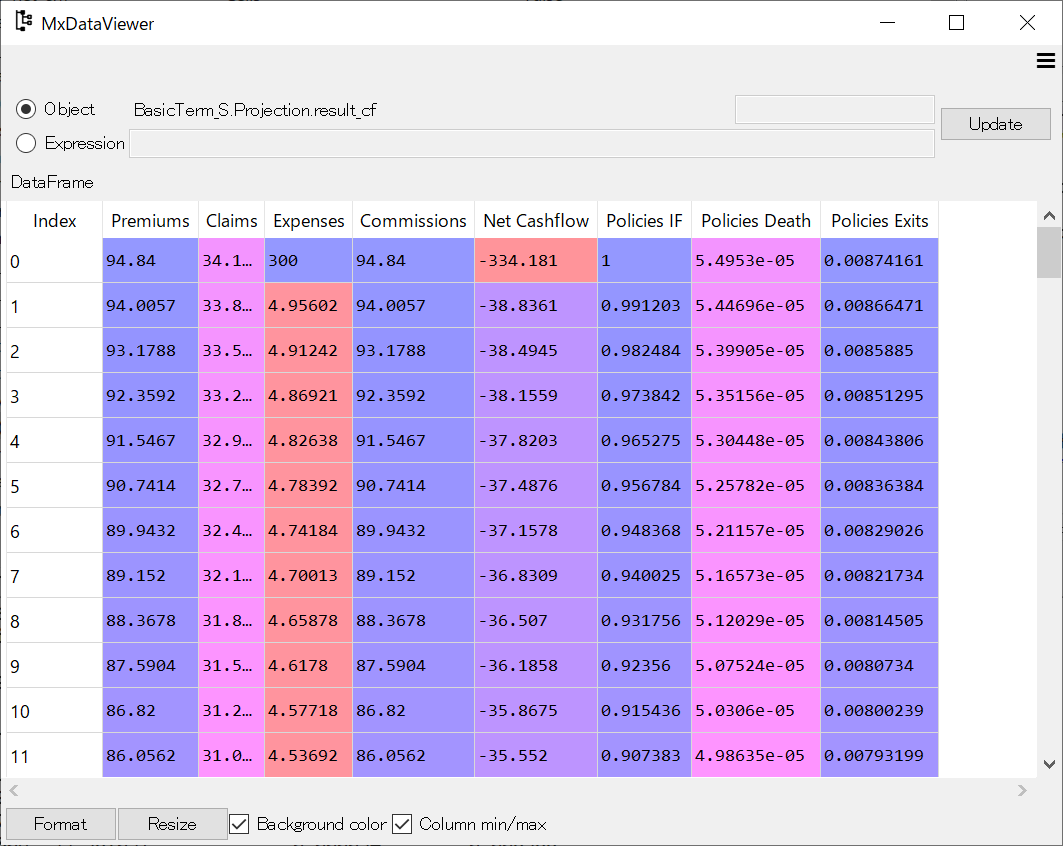 MxDataViewer
Object BasicTerm_S.Projection.result_cf
Update
Expression
DataFrame
Index Premiums Claims Expenses Commissions Net Cashflow Policies IF Policies Death Policies Exits
0 94.84 34.1… 300 94.84 -334.181 1 5.4953e-05 0.00874161
1 94.0057 33.8… 4.95602 94.0057 -38.8361 0.991203 5.44696e-05 0.00866471
2 93.1788 33.5… 4.91242 93.1788 -38.4945 0.982484 5.39905e-05 0.0085885
3 92.3592 33.2… 4.86921 92.3592 -38.1559 0.973842 5.35156e-05 0.00851295
4 91.5467 32.9… 4.82638 91.5467 -37.8203 0.965275 5.30448e-05 0.00843806
5 90.7414 32.7… 4.78392 90.7414 -37.4876 0.956784 5.25782e-05 0.00836384
6 89.9432 32.4… 4.74184 89.9432 -37.1578 0.948368 5.21157e-05 0.00829026
7 89.152 32.1… 4.70013 89.152 -36.8309 0.940025 5.16573e-05 0.00821734
8 88.3678 31.8… 4.65878 88.3678 -36.507 0.931756 5.12029e-05 0.00814505
9 87.5904 31.5… 4.6178 87.5904 -36.1858 0.92356 5.07524e-05 0.0080734
10 86.82 31.2… 4.57718 86.82 -35.8675 0.915436 5.0306e-05 0.00800239
11 86.0562 31.0… 4.53692 86.0562 -35.552 0.907383 4.98635e-05 0.00793199
Format Resize Background color Column min/max